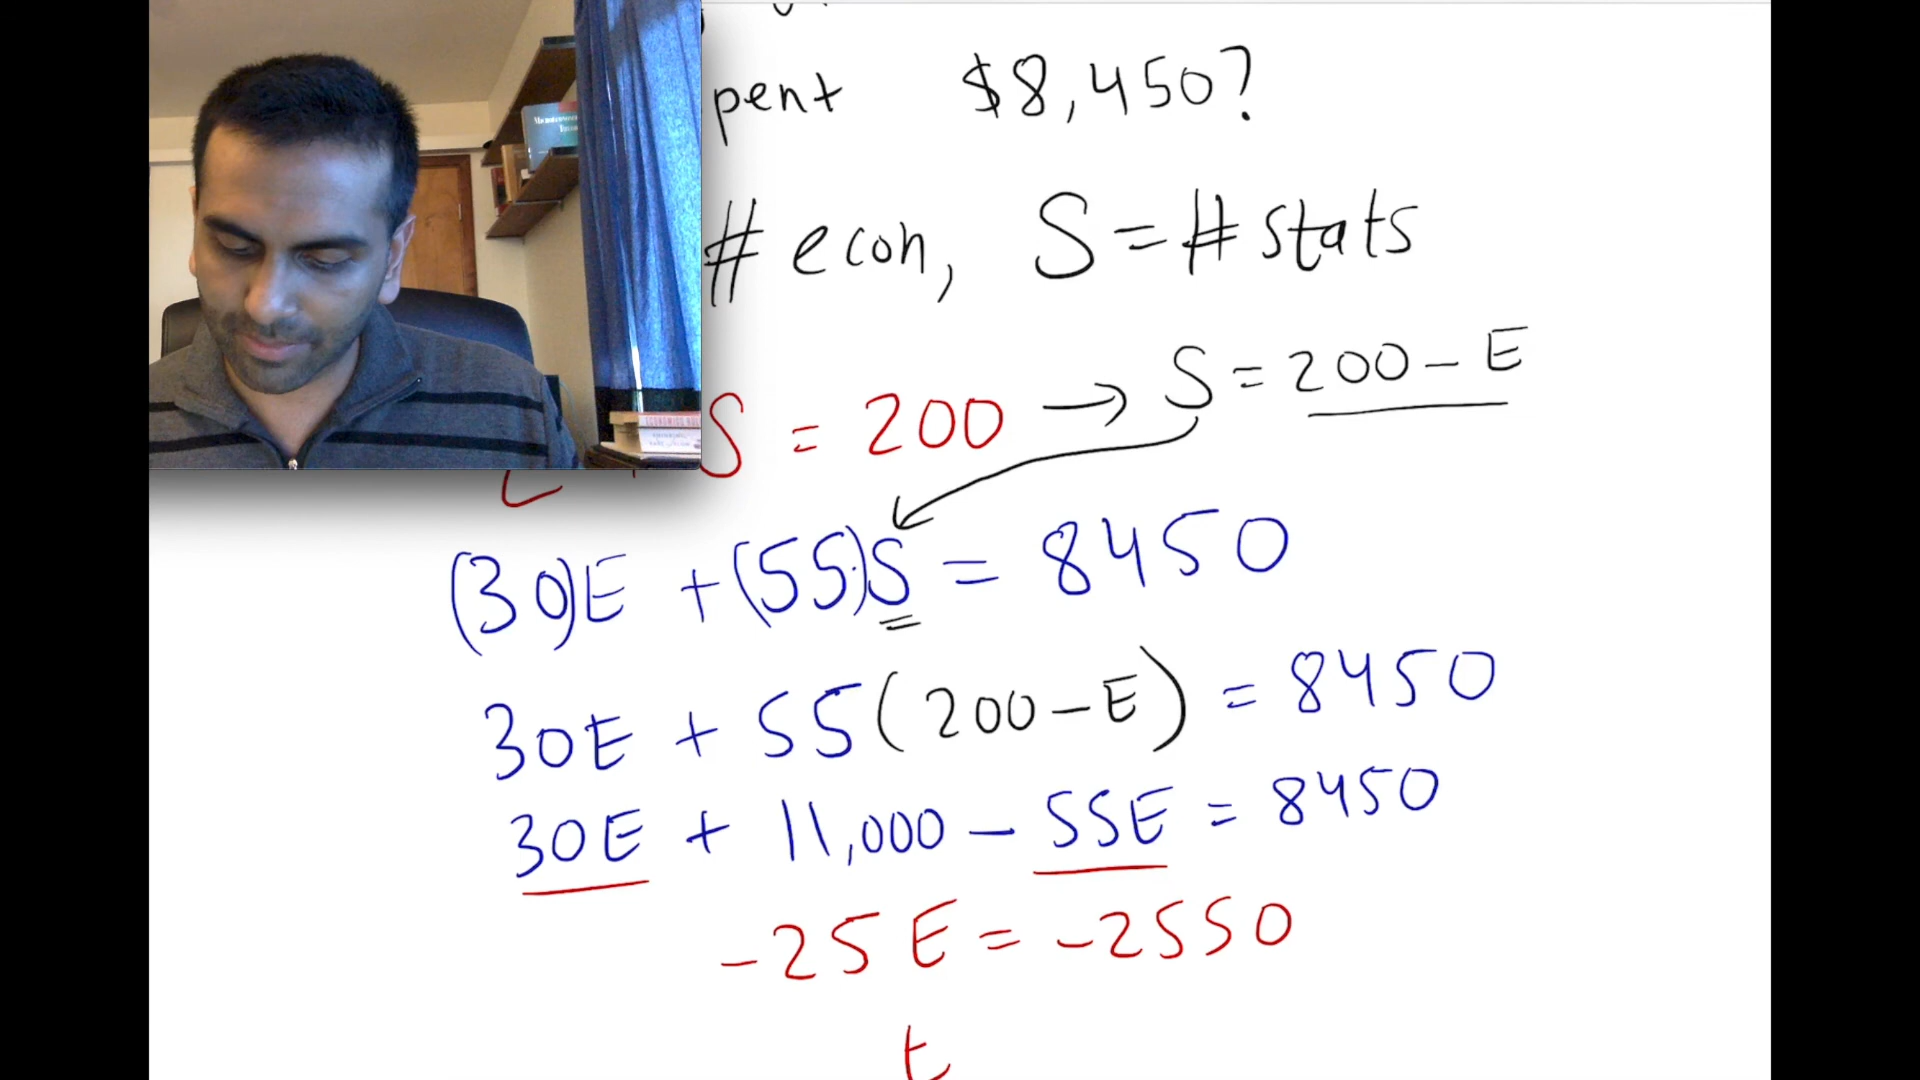 pent $8,450?
# econ, S = # stats
S = 200 → S = 200 - E
(30)E + (55)S = 8450
30E + 55(200 - E) = 8450
30E + 11,000 - 55E = 8450
-25E = -2550